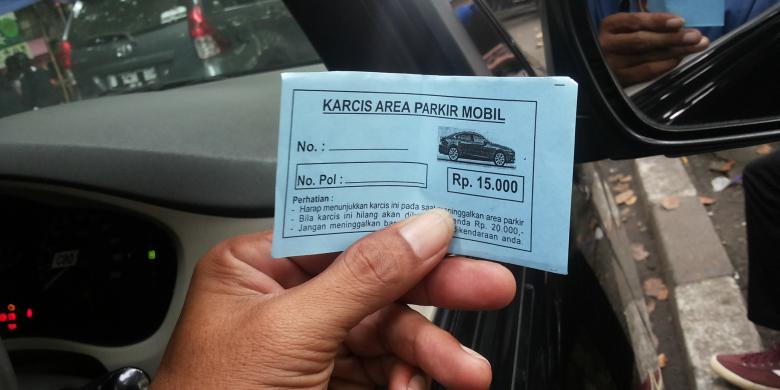 KARCIS AREA PARKIR MOBIL
No. :
No. Pol :
Rp. 15.000
Perhatian :
- Harap menunjukkan karcis ini pada saat meninggalkan area parkir
- Bila karcis ini hilang akan Rp. 20.000,-
- Jangan meninggalkan dikendaraan anda.